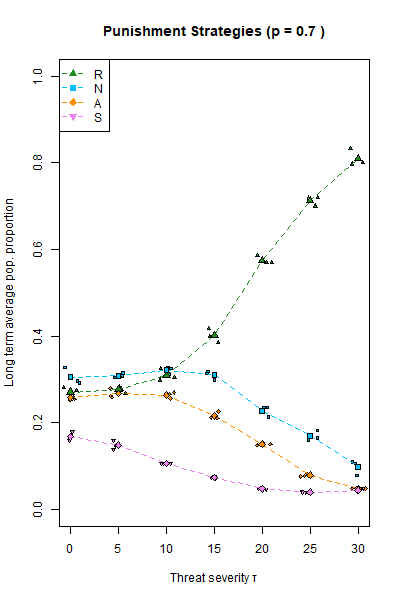 Punishment Strategies (p = 0.7 )
R
N
A
S
Long term average pop. proportion
1.0
0.8
0.6
0.4
0.2
0.0
0 5 10 15 20 25 30
Threat severity τ